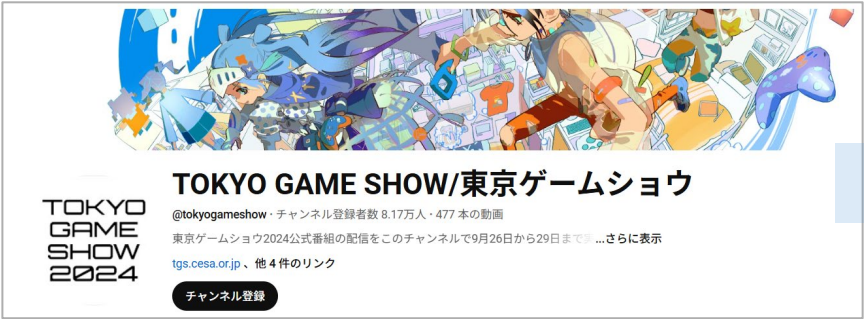 TOKYO GAME SHOW/東京ゲームショウ
TOKYO
GAME
SHOW
2024
@tokyogameshow · チャンネル登録者数 8.17万人 · 477 本の動画
東京ゲームショウ2024公式番組の配信をこのチャンネルで9月26日から29日まで ...さらに表示
tgs.cesa.or.jp 、他 4 件のリンク
チャンネル登録